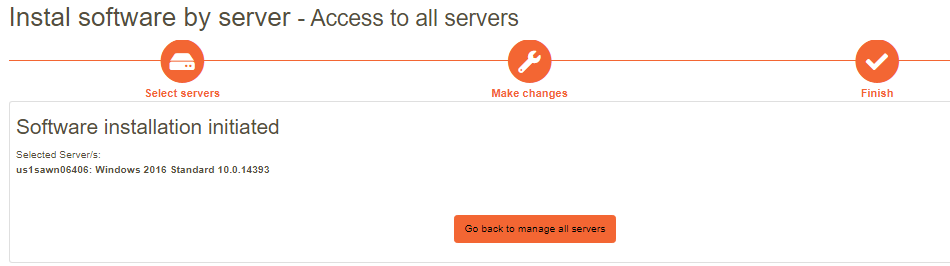 Instal software by server - Access to all servers
Select servers
Make changes
Finish
Software installation initiated
Selected Server/s:
us1sawn06406: Windows 2016 Standard 10.0.14393
Go back to manage all servers